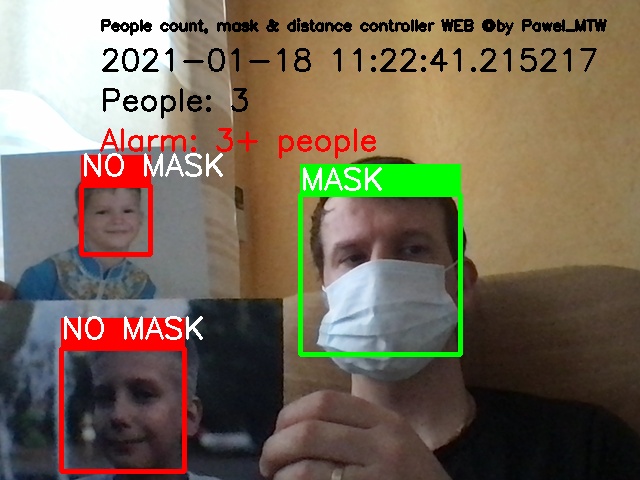 People count, mask & distance controller WEB @by Pawel_MTW
2021-01-18 11:22:41.215217
People: 3
Alarm: 3+ people
NO MASK
MASK
NO MASK